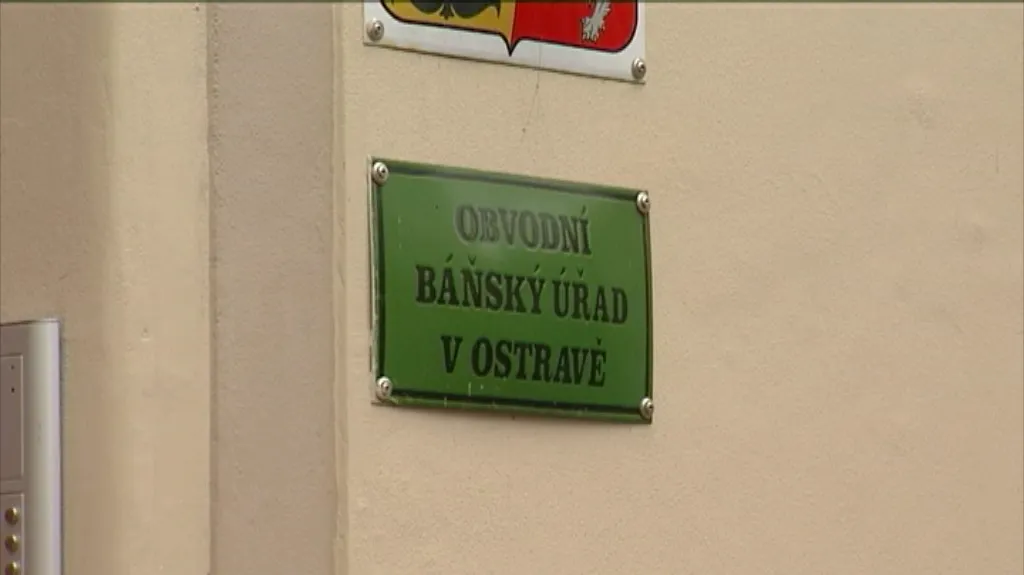 OBVODNÍ
BÁŇSKÝ ÚŘAD
V OSTRAVĚ